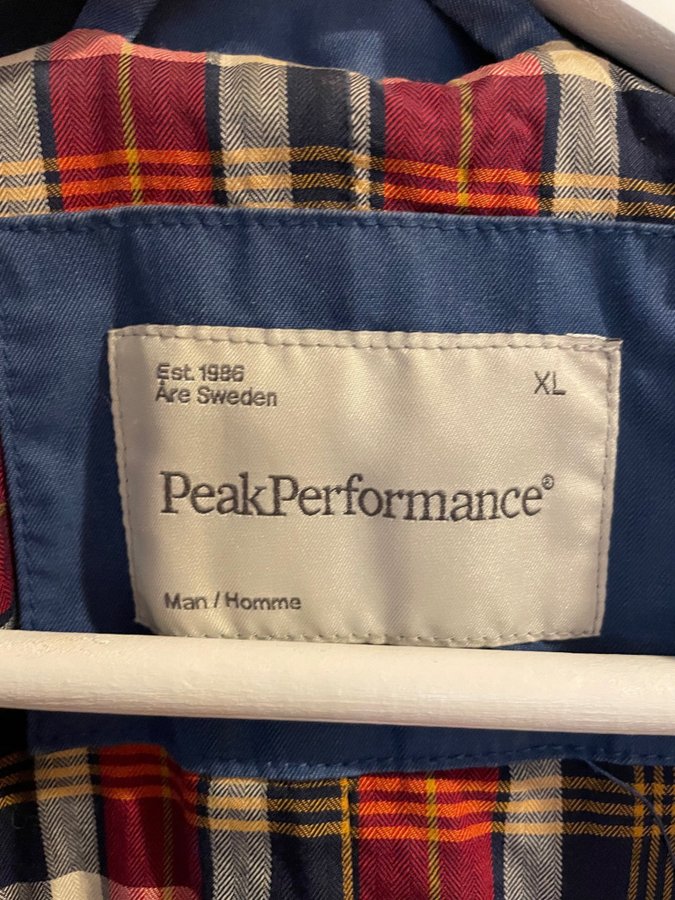 Est. 1986
Åre Sweden
XL
PeakPerformance®
Man / Homme